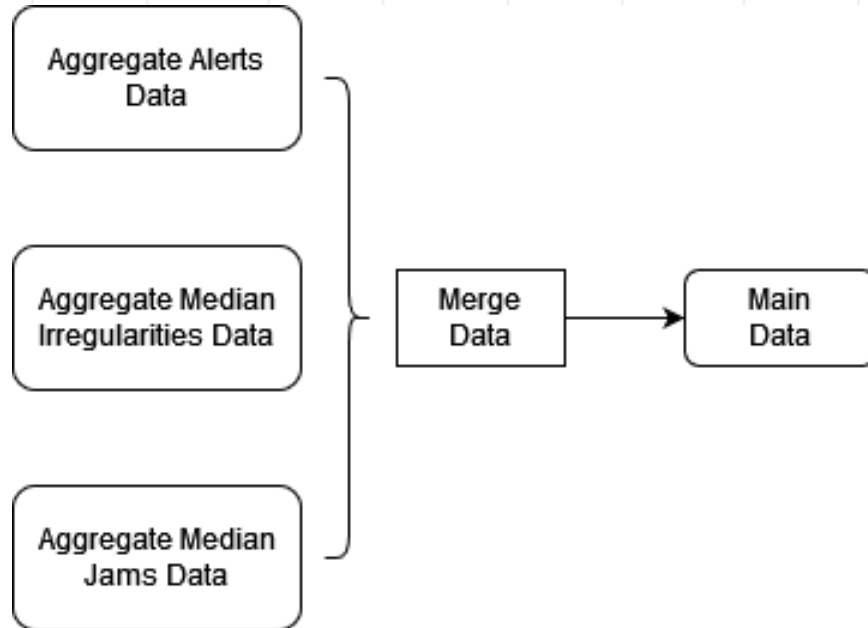 Aggregate Alerts
Data
Aggregate Median
Irregularities Data
Aggregate Median
Jams Data
Merge
Data
Main
Data